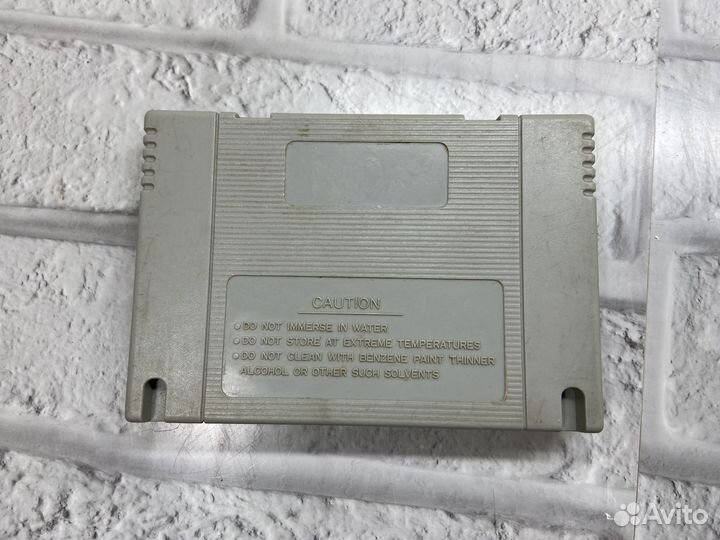 CAUTION
• DO NOT IMMERSE IN WATER
• DO NOT STORE AT EXTREME TEMPERATURES
• DO NOT CLEAN WITH BENZENE PAINT THINNER
ALCOHOL OR OTHER SUCH SOLVENTS
Avito